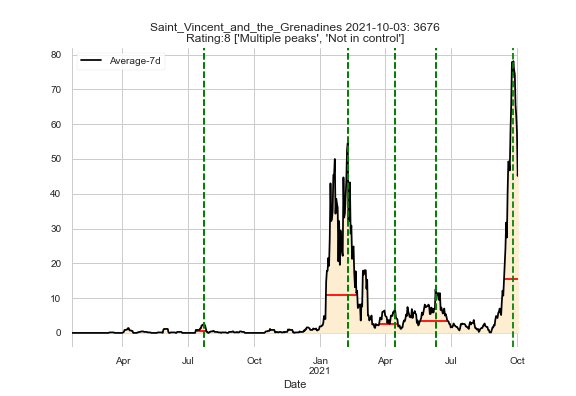 Saint_Vincent_and_the_Grenadines 2021-10-03: 3676
Rating:8 ['Multiple peaks', 'Not in control']
Average-7d
80
70
60
50
40
30
20
10
0
Apr Jul Oct Jan Apr Jul Oct
2021
Date